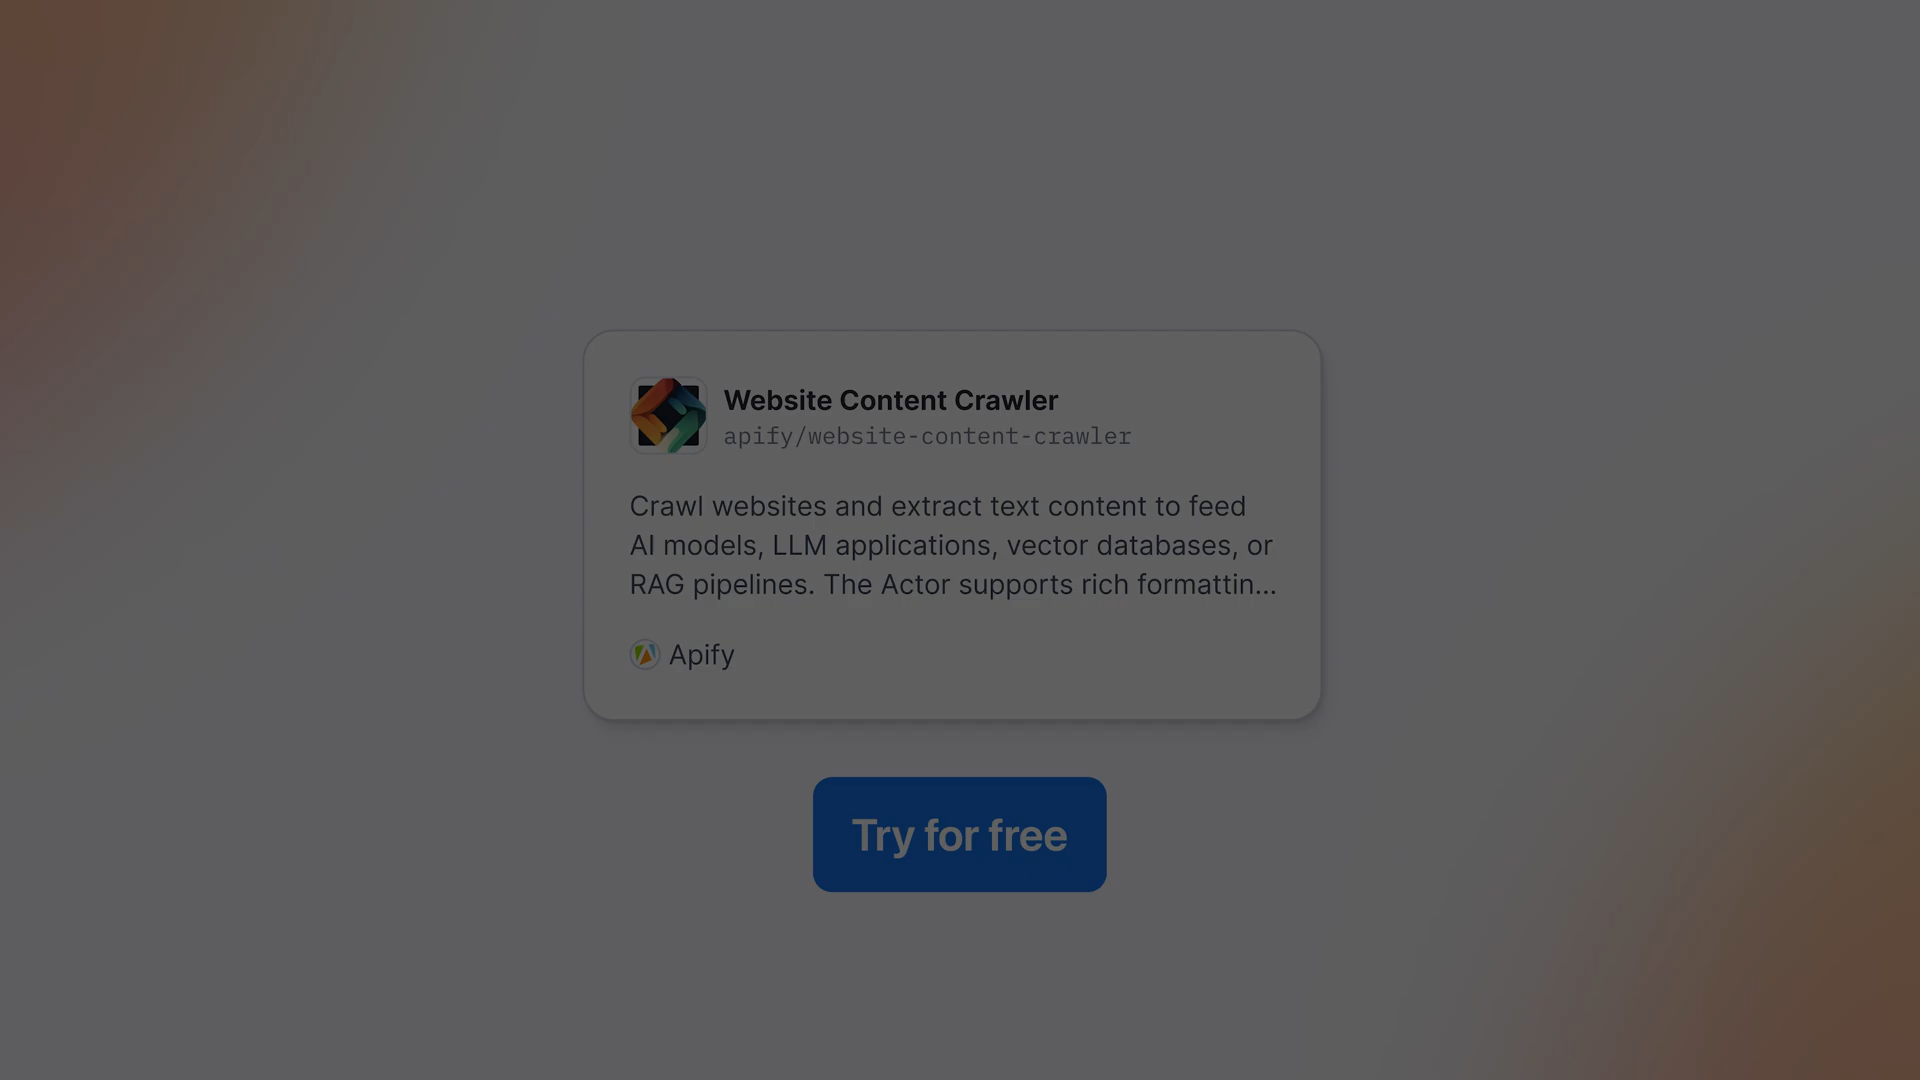 Website Content Crawler
apify/website-content-crawler
Crawl websites and extract text content to feed
AI models, LLM applications, vector databases, or
RAG pipelines. The Actor supports rich formattin...
Apify
Try for free